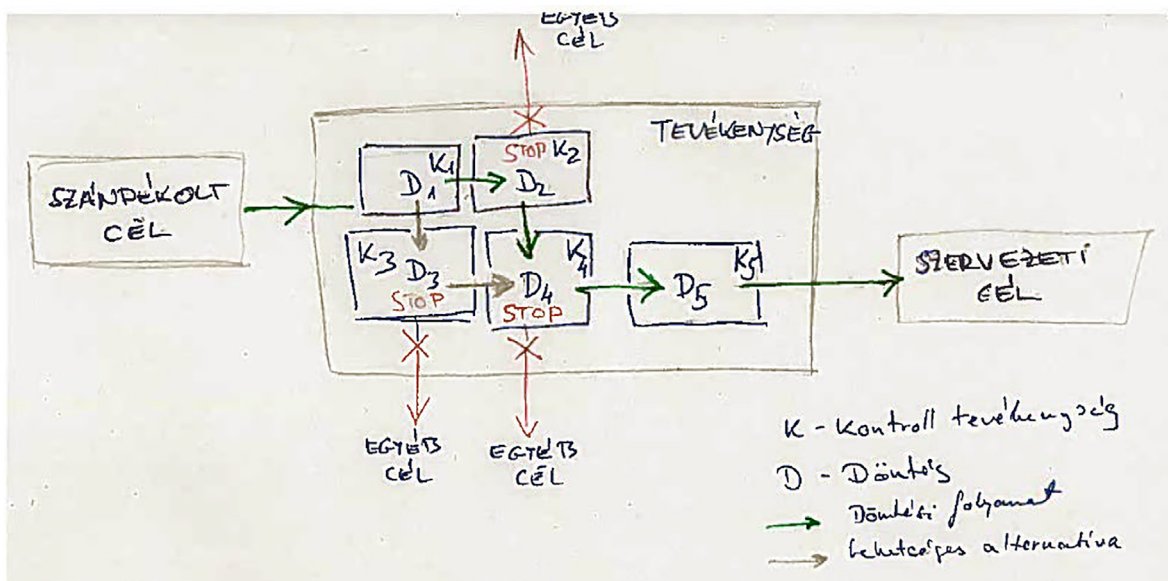 EGYÉB
CÉL
TEVÉKENYSÉG
SZÁNDÉKOLT
CÉL
K1
D1
STOP K2
D2
K3
D3
STOP
K4
D4
STOP
K5
D5
SZERVEZETI
CÉL
EGYÉB
CÉL
EGYÉB
CÉL
K - Kontroll tevékenység
D - Döntés
Döntési folyamat
Lehetséges alternatíva